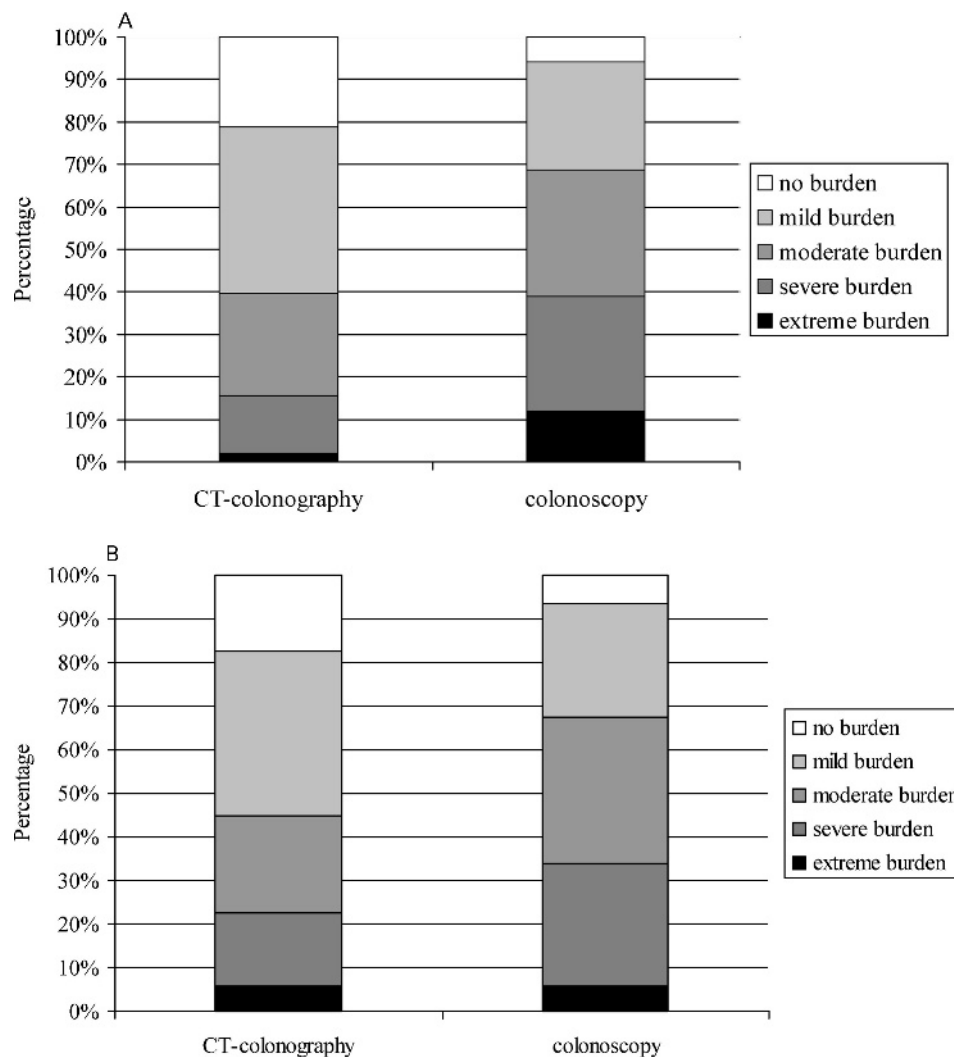 A
100%
90%
80%
70%
60%
50%
40%
30%
20%
10%
0%
Percentage
CT-colonography
colonoscopy
no burden
mild burden
moderate burden
severe burden
extreme burden
B
100%
90%
80%
70%
60%
50%
40%
30%
20%
10%
0%
Percentage
CT-colonography
colonoscopy
no burden
mild burden
moderate burden
severe burden
extreme burden